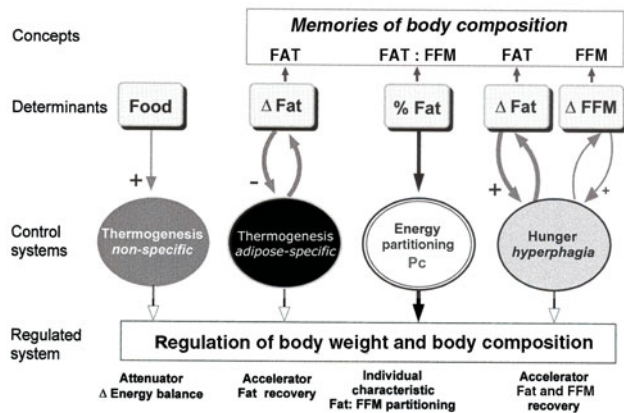 Concepts
Memories of body composition
FAT FAT : FFM FAT FFM
Determinants
Food
Δ Fat
% Fat
Δ Fat
Δ FFM
+ - + +
Control
systems
Thermogenesis
non-specific
Thermogenesis
adipose-specific
Energy
partitioning
Pc
Hunger
hyperphagia
Regulated
system
Regulation of body weight and body composition
Attenuator
Δ Energy balance
Accelerator
Fat recovery
Individual
characteristic
Fat: FFM partitioning
Accelerator
Fat and FFM
recovery